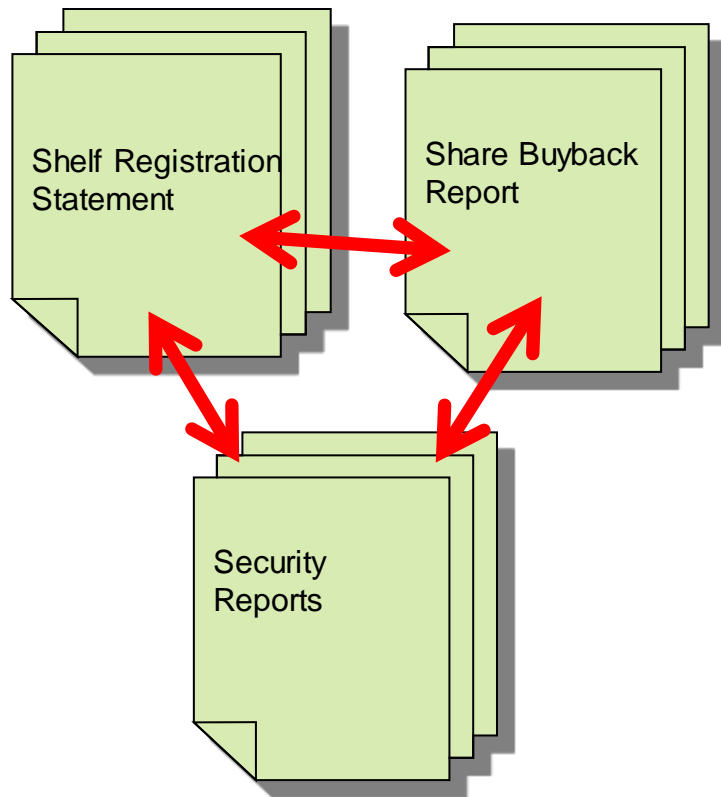 Shelf Registration
Statement
Share Buyback
Report
Security
Reports